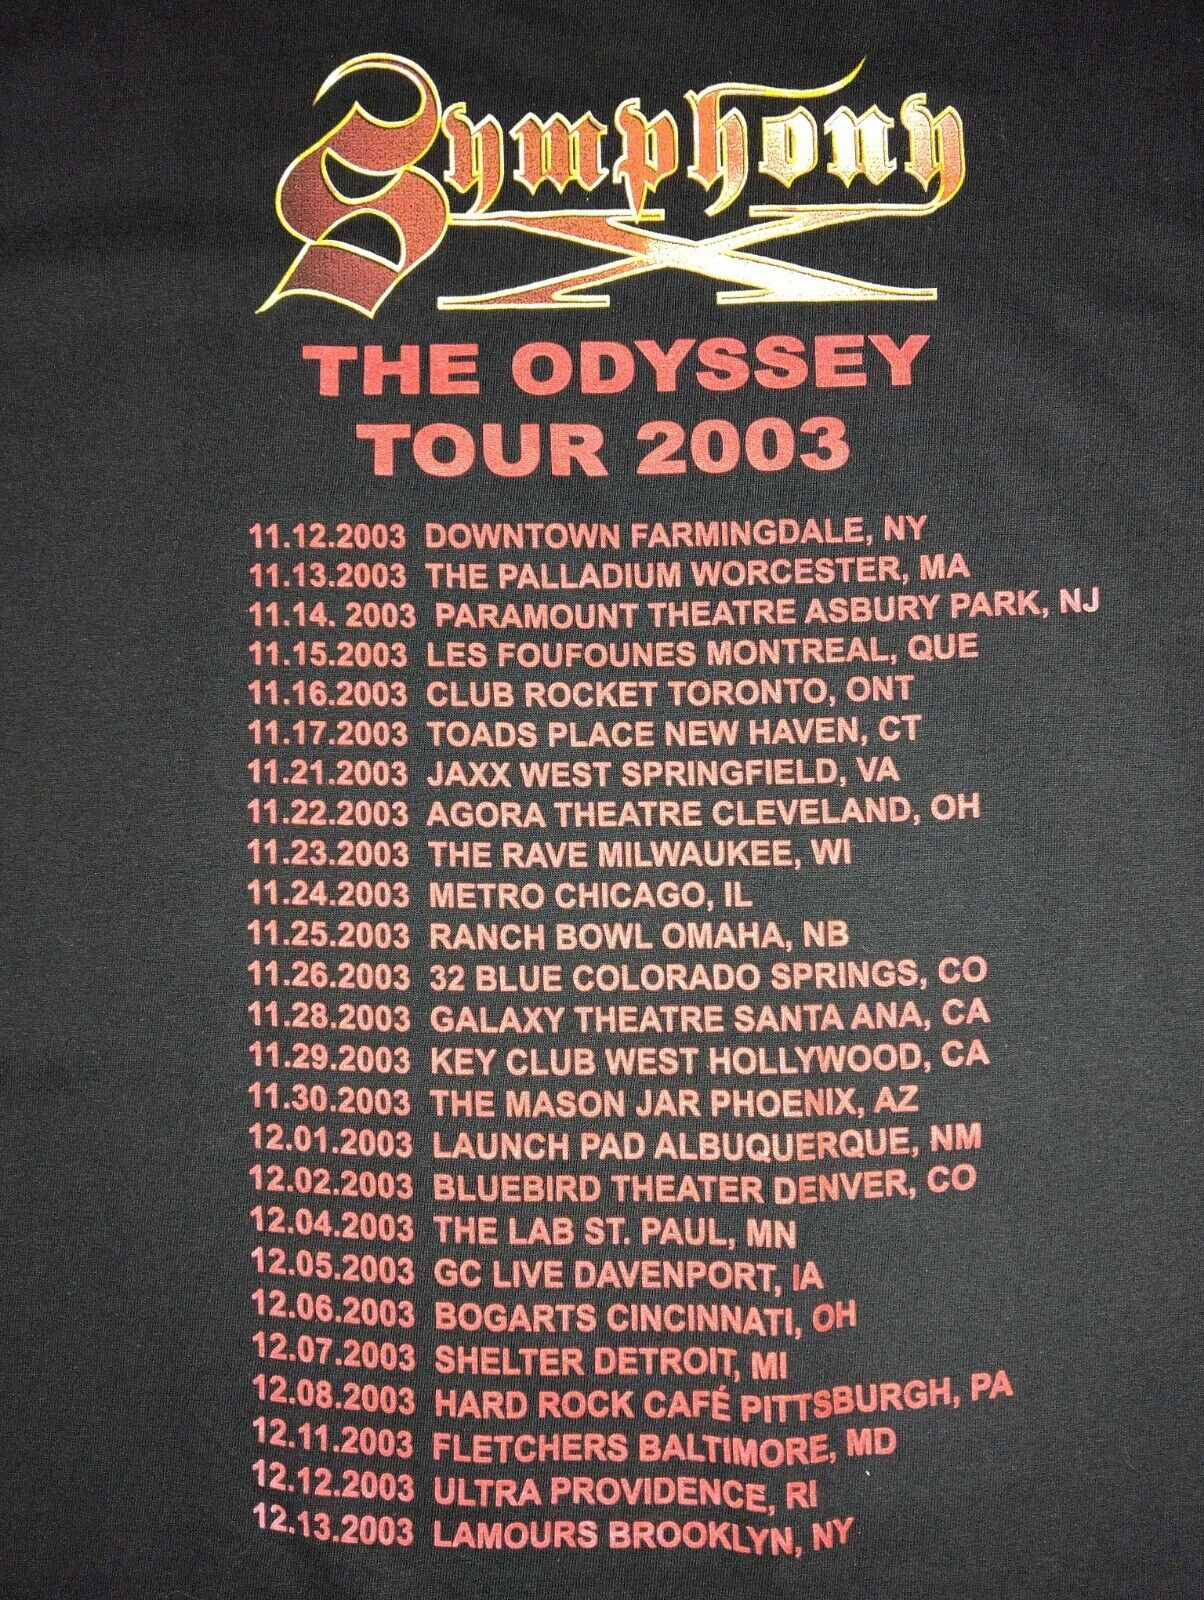 Symphony
X
THE ODYSSEY
TOUR 2003
11.12.2003 DOWNTOWN FARMINGDALE, NY
11.13.2003 THE PALLADIUM WORCESTER, MA
11.14. 2003 PARAMOUNT THEATRE ASBURY PARK, NJ
11.15.2003 LES FOUFOUNES MONTREAL, QUE
11.16.2003 CLUB ROCKET TORONTO, ONT
11.17.2003 TOADS PLACE NEW HAVEN, CT
11.21.2003 JAXX WEST SPRINGFIELD, VA
11.22.2003 AGORA THEATRE CLEVELAND, OH
11.23.2003 THE RAVE MILWAUKEE, WI
11.24.2003 METRO CHICAGO, IL
11.25.2003 RANCH BOWL OMAHA, NB
11.26.2003 32 BLUE COLORADO SPRINGS, CO
11.28.2003 GALAXY THEATRE SANTA ANA, CA
11.29.2003 KEY CLUB WEST HOLLYWOOD, CA
11.30.2003 THE MASON JAR PHOENIX, AZ
12.01.2003 LAUNCH PAD ALBUQUERQUE, NM
12.02.2003 BLUEBIRD THEATER DENVER, CO
12.04.2003 THE LAB ST. PAUL, MN
12.05.2003 GC LIVE DAVENPORT, IA
12.06.2003 BOGARTS CINCINNATI, OH
12.07.2003 SHELTER DETROIT, MI
12.08.2003 HARD ROCK CAFÉ PITTSBURGH, PA
12.11.2003 FLETCHERS BALTIMORE, MD
12.12.2003 ULTRA PROVIDENCE, RI
12.13.2003 LAMOURS BROOKLYN, NY